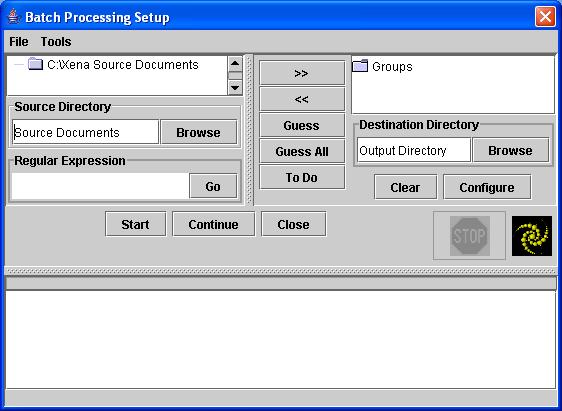 Batch Processing Setup
File Tools
C:\Xena Source Documents
Source Directory
Source Documents Browse
Regular Expression
Go
>>
<<
Guess
Guess All
To Do
Groups
Destination Directory
Output Directory Browse
Clear Configure
Start Continue Close
STOP